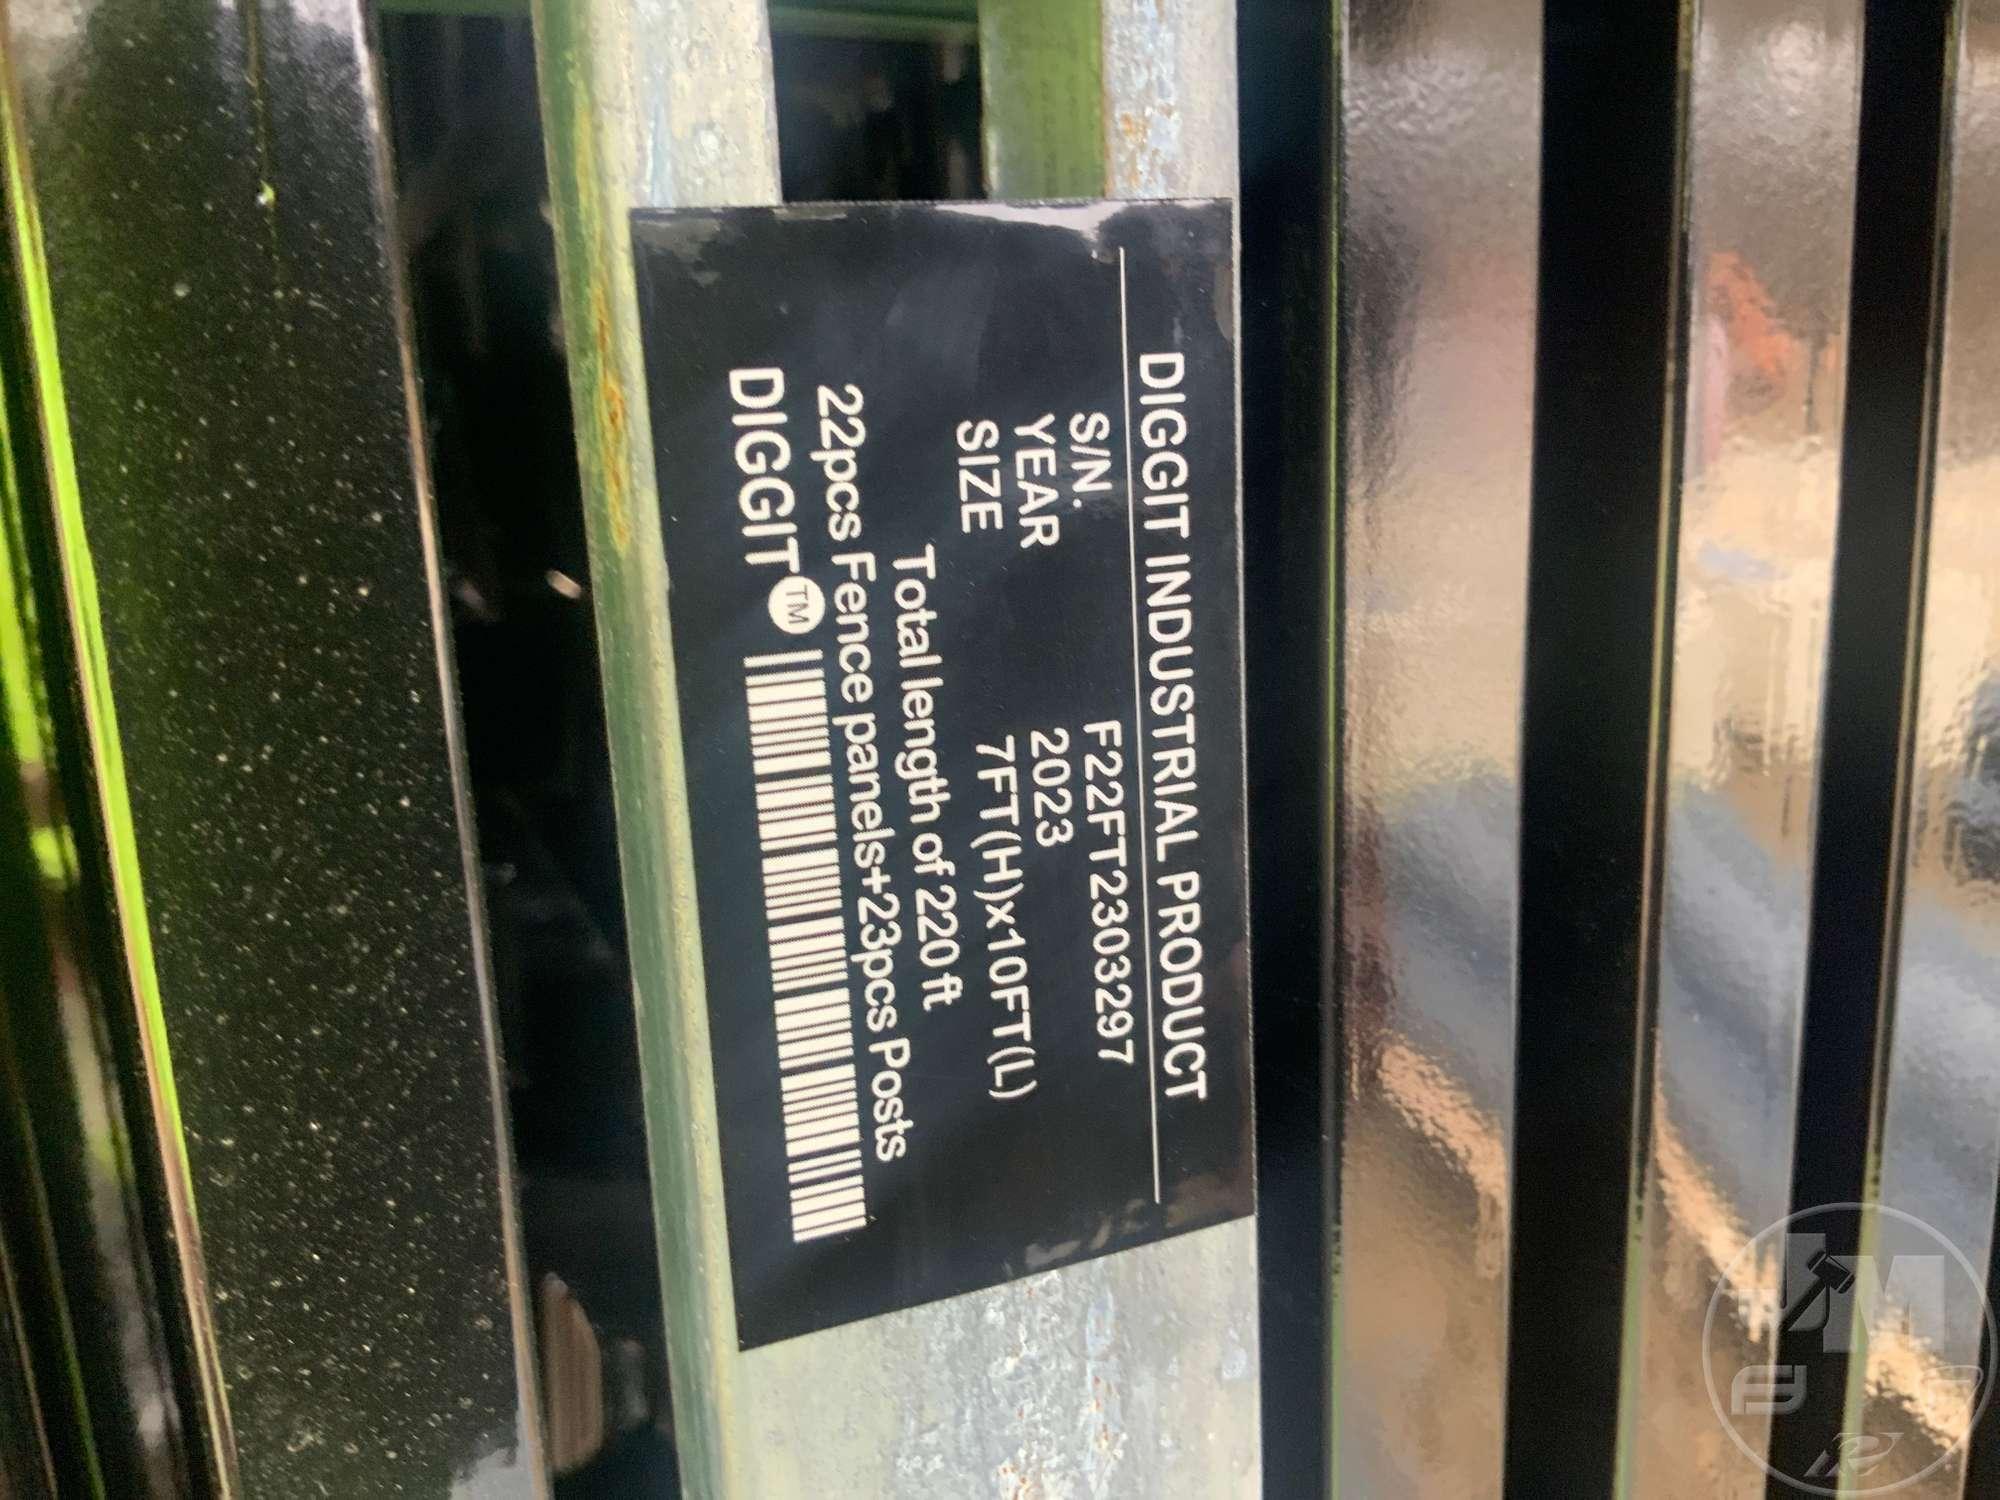 DIGGIT INDUSTRIAL PRODUCT
S/N. F22FT2303297
YEAR 2023
SIZE 7FT(H)x10FT(L)
Total length of 220 ft
22pcs Fence panels+23pcs Posts
DIGGIT TM
JM